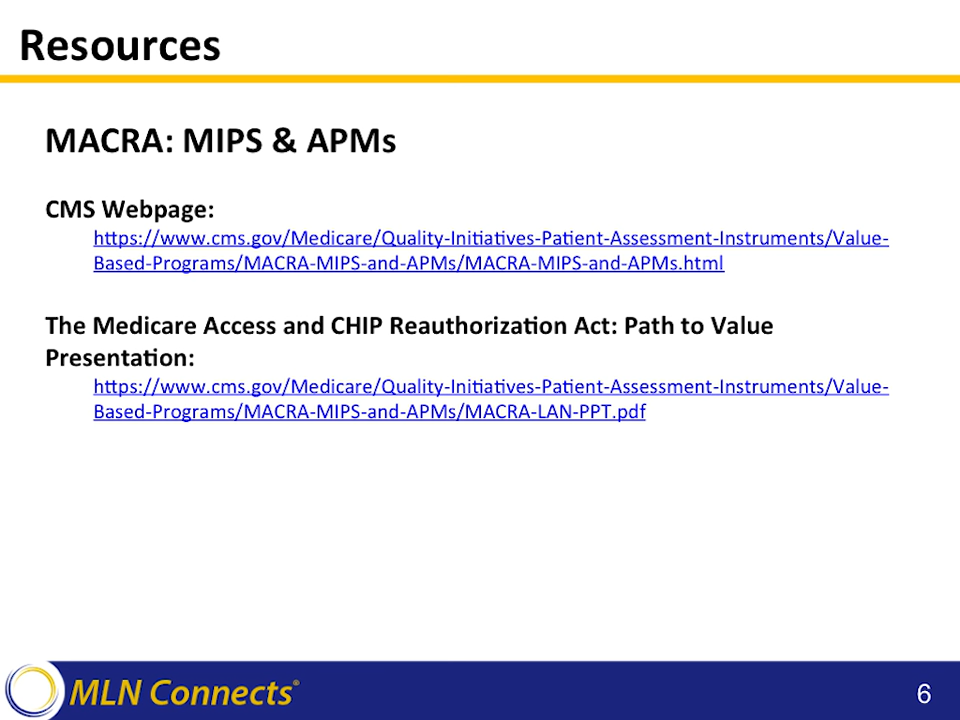 Resources
MACRA: MIPS & APMs
CMS Webpage:
https://www.cms.gov/Medicare/Quality-Initiatives-Patient-Assessment-Instruments/Value-
Based-Programs/MACRA-MIPS-and-APMs/MACRA-MIPS-and-APMs.html
The Medicare Access and CHIP Reauthorization Act: Path to Value
Presentation:
https://www.cms.gov/Medicare/Quality-Initiatives-Patient-Assessment-Instruments/Value-
Based-Programs/MACRA-MIPS-and-APMs/MACRA-LAN-PPT.pdf
MLN Connects®
6